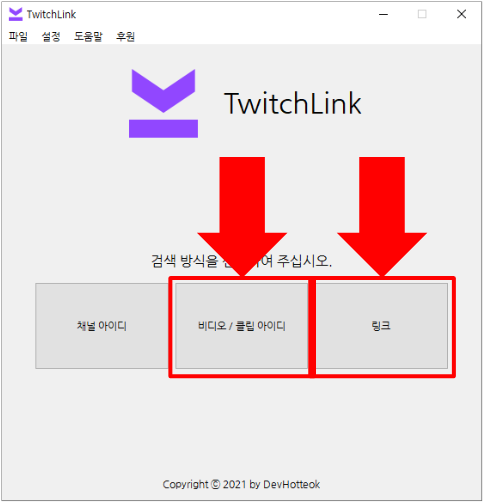 TwitchLink
파일 설정 도움말 후원
TwitchLink
검색 방식을 여 주십시오.
채널 아이디
비디오 / 클립 아이디
링크
Copyright ⓒ 2021 by DevHotteok